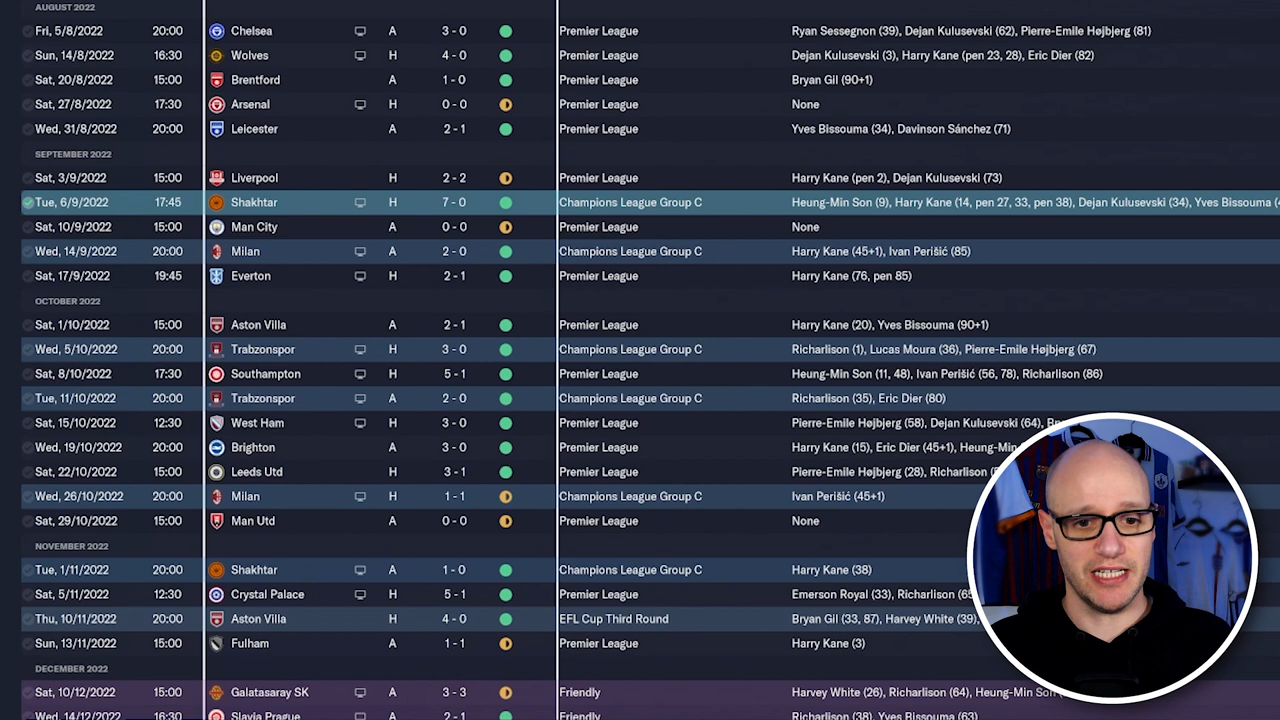 AUGUST 2022
Fri, 5/8/2022 20:00 Chelsea A 3 - 0 Premier League Ryan Sessegnon (39), Dejan Kulusevski (62), Pierre-Emile Højbjerg (81)
Sun, 14/8/2022 16:30 Wolves H 4 - 0 Premier League Dejan Kulusevski (3), Harry Kane (pen 23, 28), Eric Dier (82)
Sat, 20/8/2022 15:00 Brentford A 1 - 0 Premier League Bryan Gil (90+1)
Sat, 27/8/2022 17:30 Arsenal H 0 - 0 Premier League None
Wed, 31/8/2022 20:00 Leicester A 2 - 1 Premier League Yves Bissouma (34), Davinson Sánchez (71)
SEPTEMBER 2022
Sat, 3/9/2022 15:00 Liverpool H 2 - 2 Premier League Harry Kane (pen 2), Dejan Kulusevski (73)
Tue, 6/9/2022 17:45 Shakhtar H 7 - 0 Champions League Group C Heung-Min Son (9), Harry Kane (14, pen 27, 33, pen 38), Dejan Kulusevski (34), Yves Bissouma
Sat, 10/9/2022 15:00 Man City A 0 - 0 Premier League None
Wed, 14/9/2022 20:00 Milan A 2 - 0 Champions League Group C Harry Kane (45+1), Ivan Perišić (85)
Sat, 17/9/2022 19:45 Everton H 2 - 1 Premier League Harry Kane (76, pen 85)
OCTOBER 2022
Sat, 1/10/2022 15:00 Aston Villa A 2 - 1 Premier League Harry Kane (20), Yves Bissouma (90+1)
Wed, 5/10/2022 20:00 Trabzonspor H 3 - 0 Champions League Group C Richarlison (1), Lucas Moura (36), Pierre-Emile Højbjerg (67)
Sat, 8/10/2022 17:30 Southampton H 5 - 1 Premier League Heung-Min Son (11, 48), Ivan Perišić (56, 78), Richarlison (86)
Tue, 11/10/2022 20:00 Trabzonspor A 2 - 0 Champions League Group C Richarlison (35), Eric Dier (80)
Sat, 15/10/2022 12:30 West Ham H 3 - 0 Premier League Pierre-Emile Højbjerg (58), Dejan Kulusevski (64),
Wed, 19/10/2022 20:00 Brighton A 3 - 0 Premier League Harry Kane (15), Eric Dier (45+1), Heung-Min
Sat, 22/10/2022 15:00 Leeds Utd H 3 - 1 Premier League Pierre-Emile Højbjerg (28), Richarlison
Wed, 26/10/2022 20:00 Milan H 1 - 1 Champions League Group C Ivan Perišić (45+1)
Sat, 29/10/2022 15:00 Man Utd A 0 - 0 Premier League None
NOVEMBER 2022
Tue, 1/11/2022 20:00 Shakhtar A 1 - 0 Champions League Group C Harry Kane (38)
Sat, 5/11/2022 12:30 Crystal Palace H 5 - 1 Premier League Emerson Royal (33), Richarlison
Thu, 10/11/2022 20:00 Aston Villa H 4 - 0 EFL Cup Third Round Bryan Gil (33, 87), Harvey White (39),
Sun, 13/11/2022 15:00 Fulham A 1 - 1 Premier League Harry Kane (3)
DECEMBER 2022
Sat, 10/12/2022 15:00 Galatasaray SK A 3 - 3 Friendly Harvey White (26), Richarlison (64), Heung-Min Son
Wed, 14/12/2022 16:30 Slavia Prague A 2 - 1 Friendly Richarlison (38), Yves Bissouma (63)